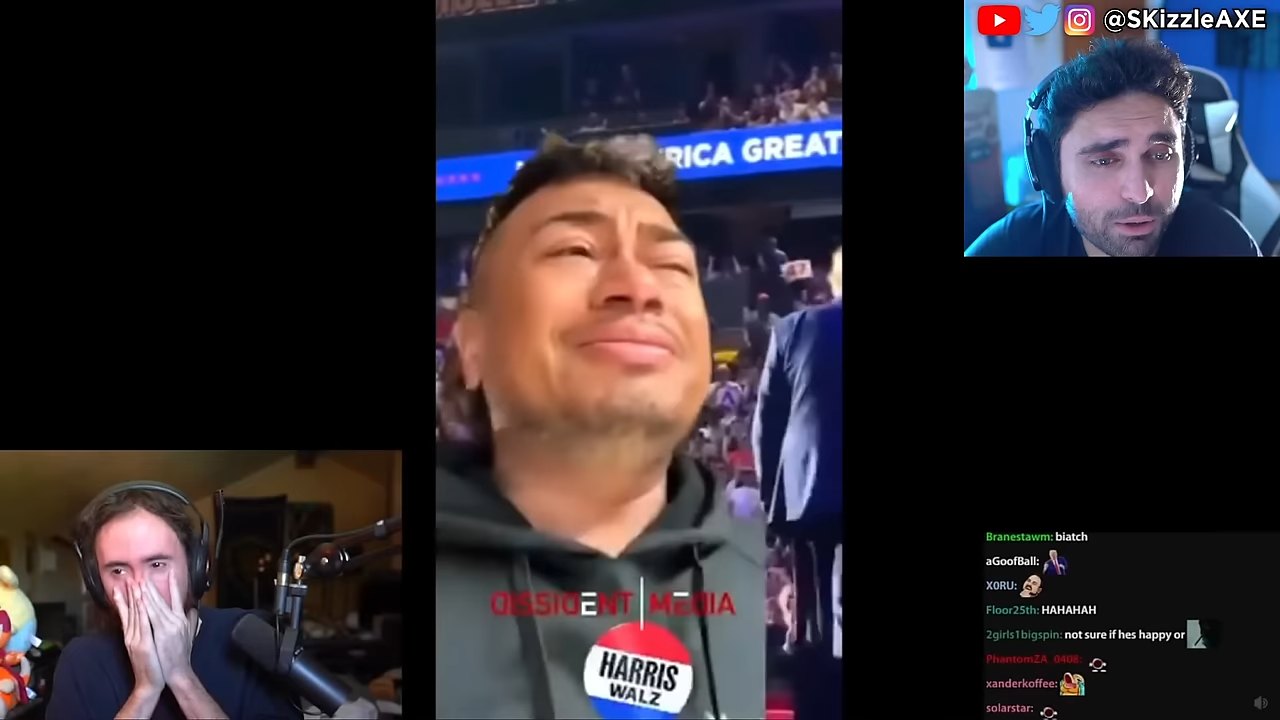 @SKizzleAXE
RICA GREAT
47
DISSIDENT MEDIA
HARRIS
WALZ
Branestawm: biatch
aGoofBall:
X0RU:
Floor25th: HAHAHAH
2girls1bigspin: not sure if hes happy or
PhantomZA_0408:
xanderkoffee:
solarstar: